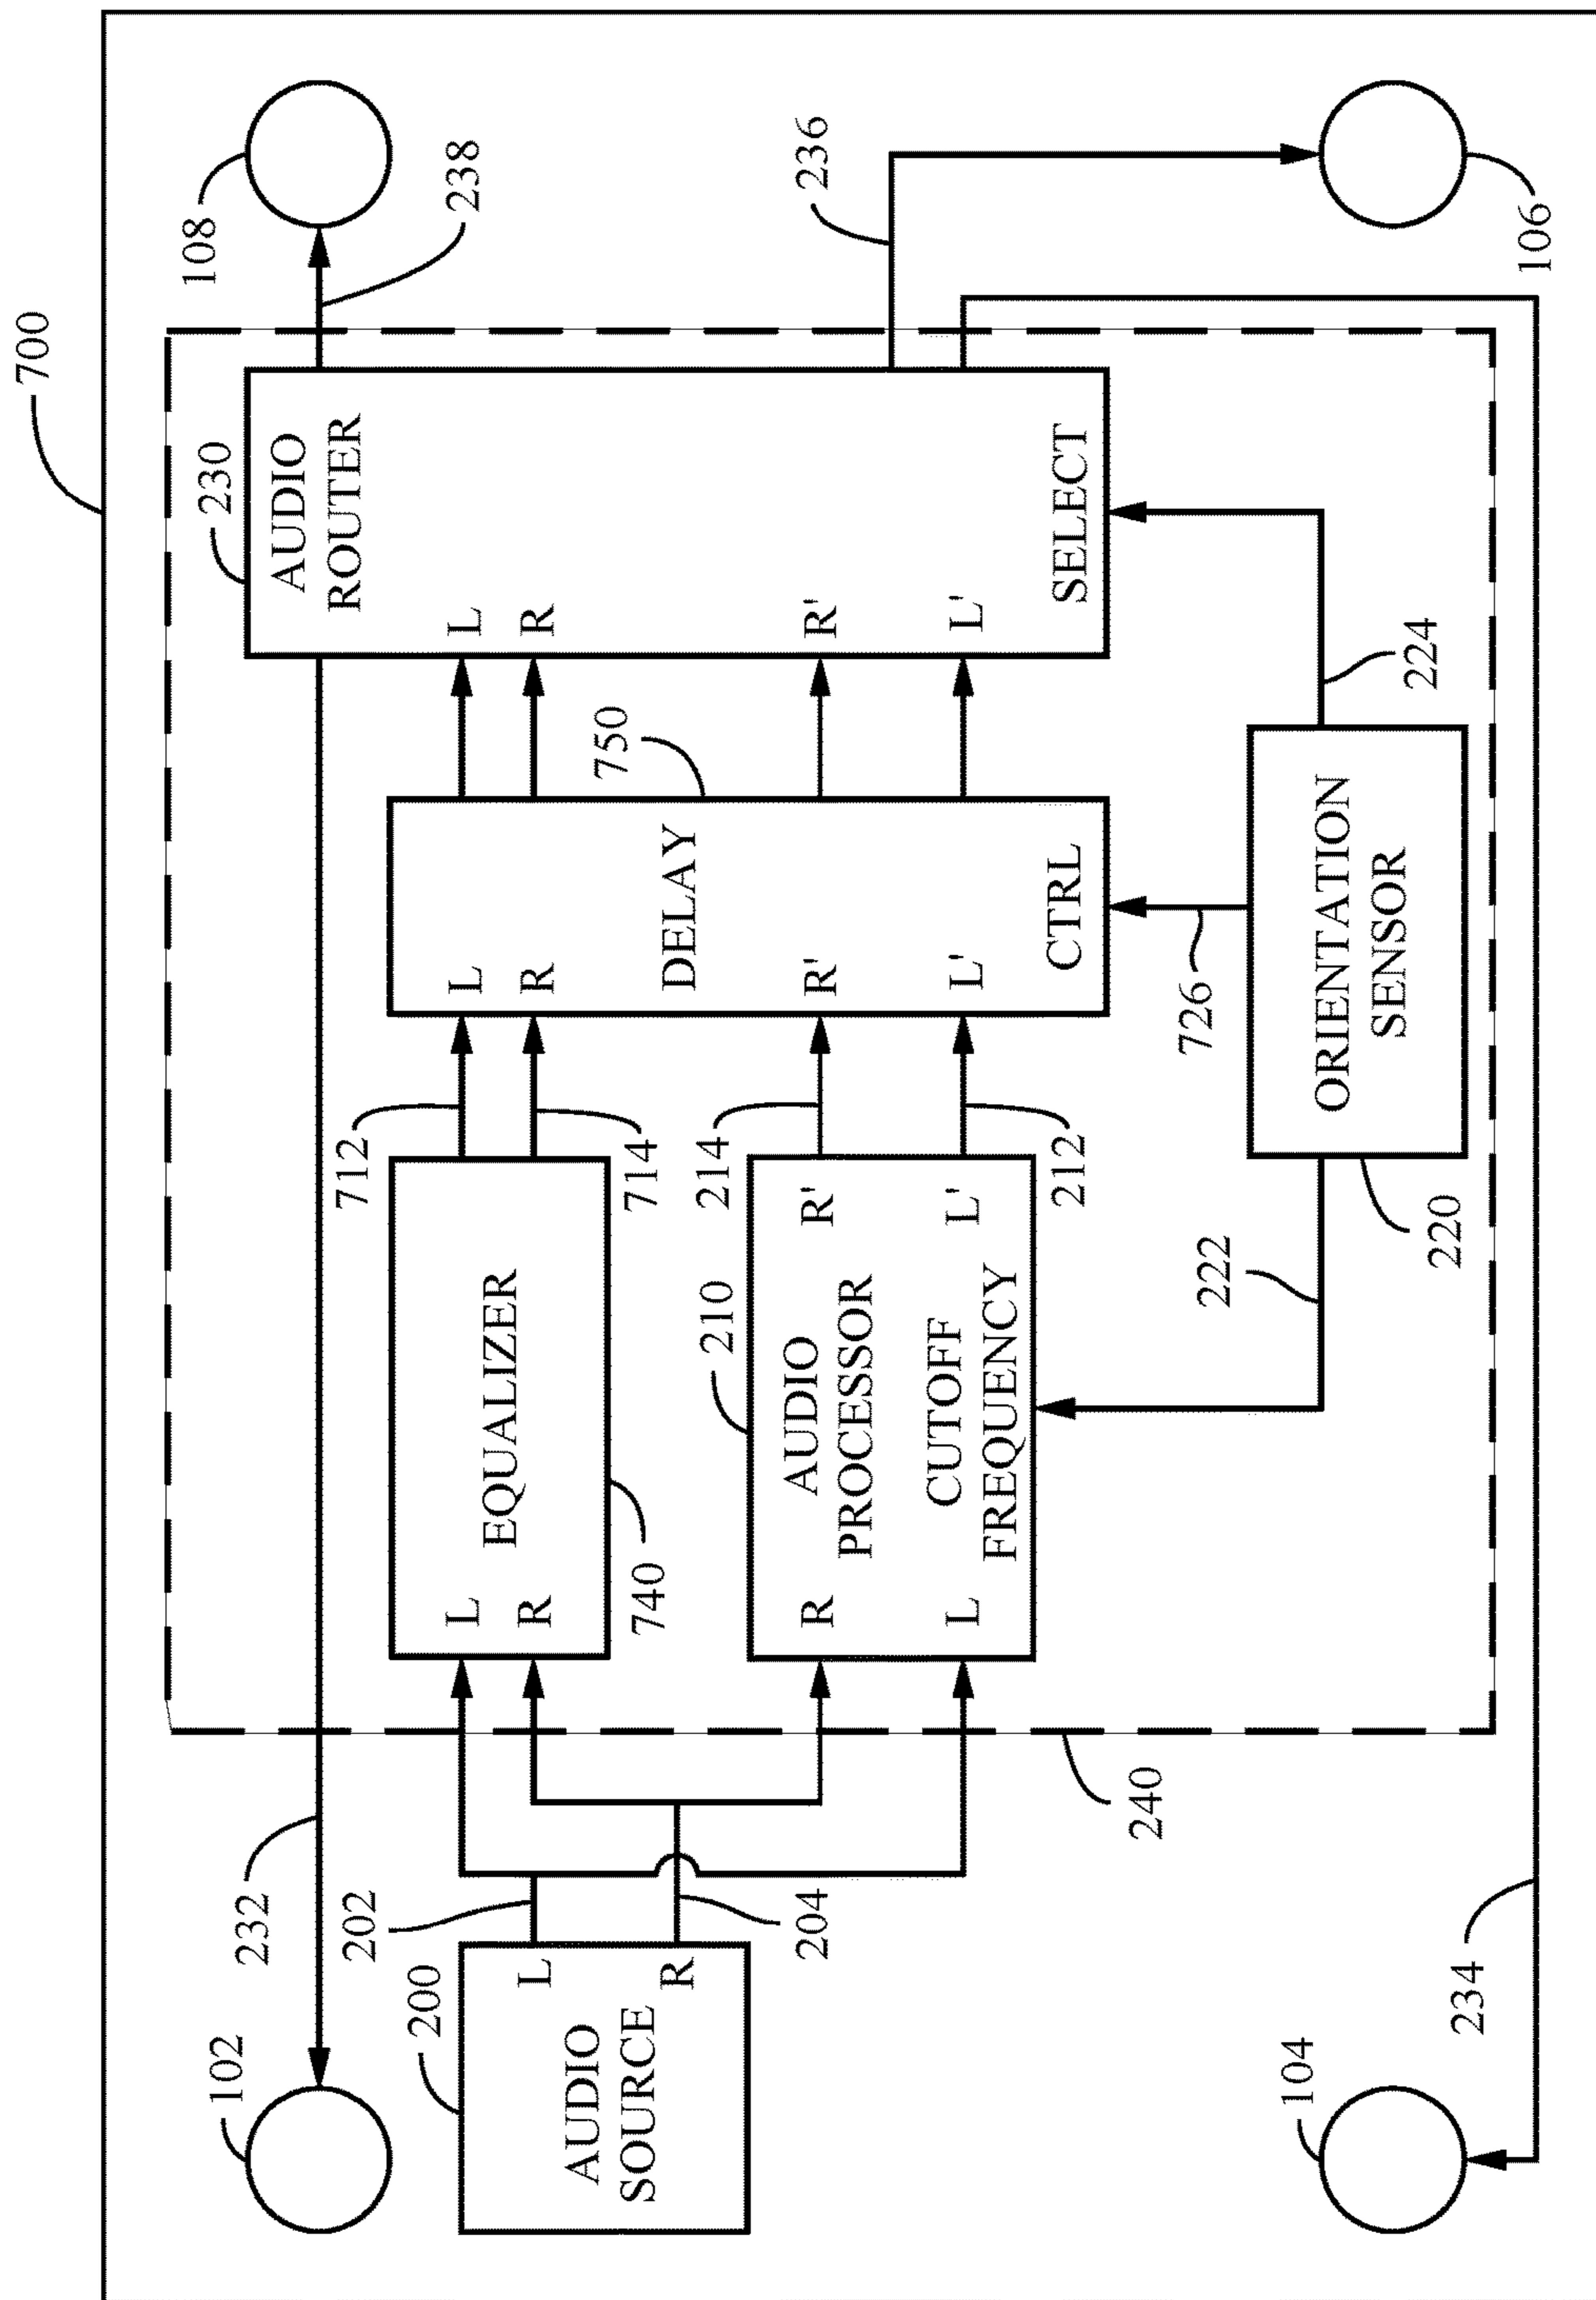 700
108
238
236
106
230
AUDIO
ROUTER
L
R
R'
L'
SELECT
224
750
L
R
DELAY
R'
L'
CTRL
726
ORIENTATION
SENSOR
220
222
712
714
214
212
EQUALIZER
L
R
740
210
R'
L'
AUDIO
PROCESSOR
CUTOFF
FREQUENCY
R
L
240
232
202
204
200
L
R
AUDIO
SOURCE
102
104
234